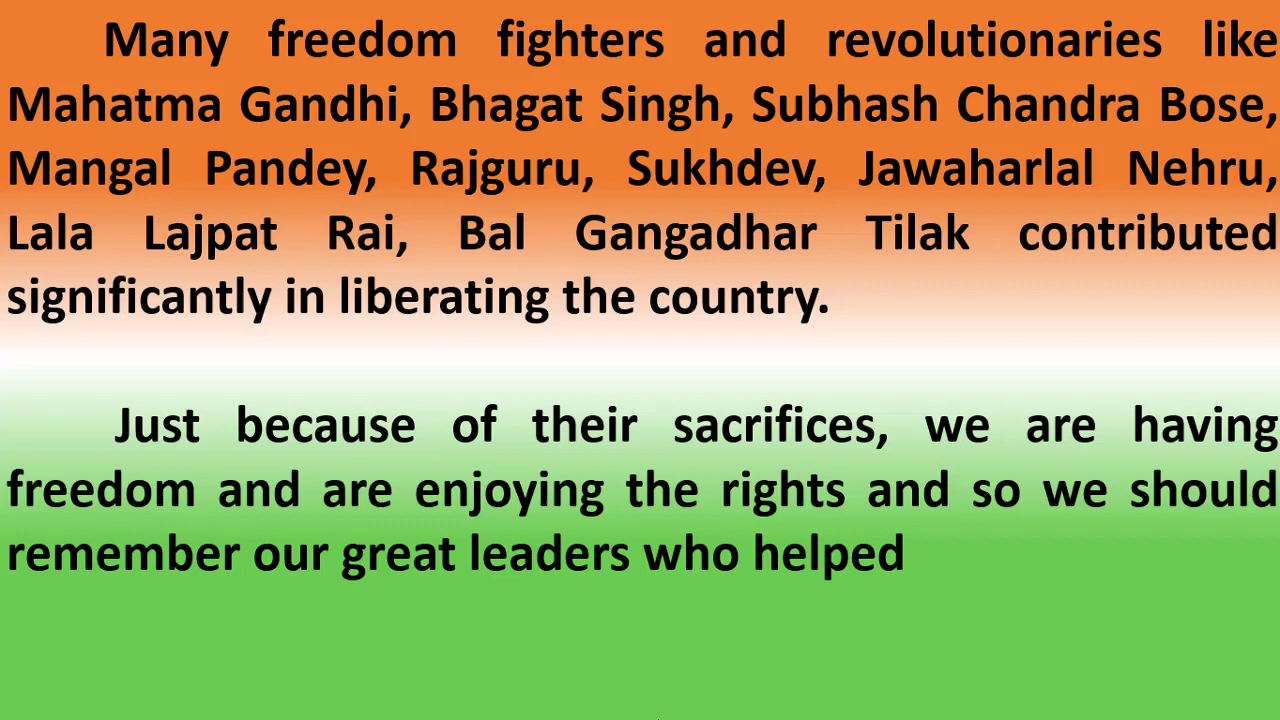 Many freedom fighters and revolutionaries like
Mahatma Gandhi, Bhagat Singh, Subhash Chandra Bose,
Mangal Pandey, Rajguru, Sukhdev, Jawaharlal Nehru,
Lala Lajpat Rai, Bal Gangadhar Tilak contributed
significantly in liberating the country.
Just because of their sacrifices, we are having
freedom and are enjoying the rights and so we should
remember our great leaders who helped